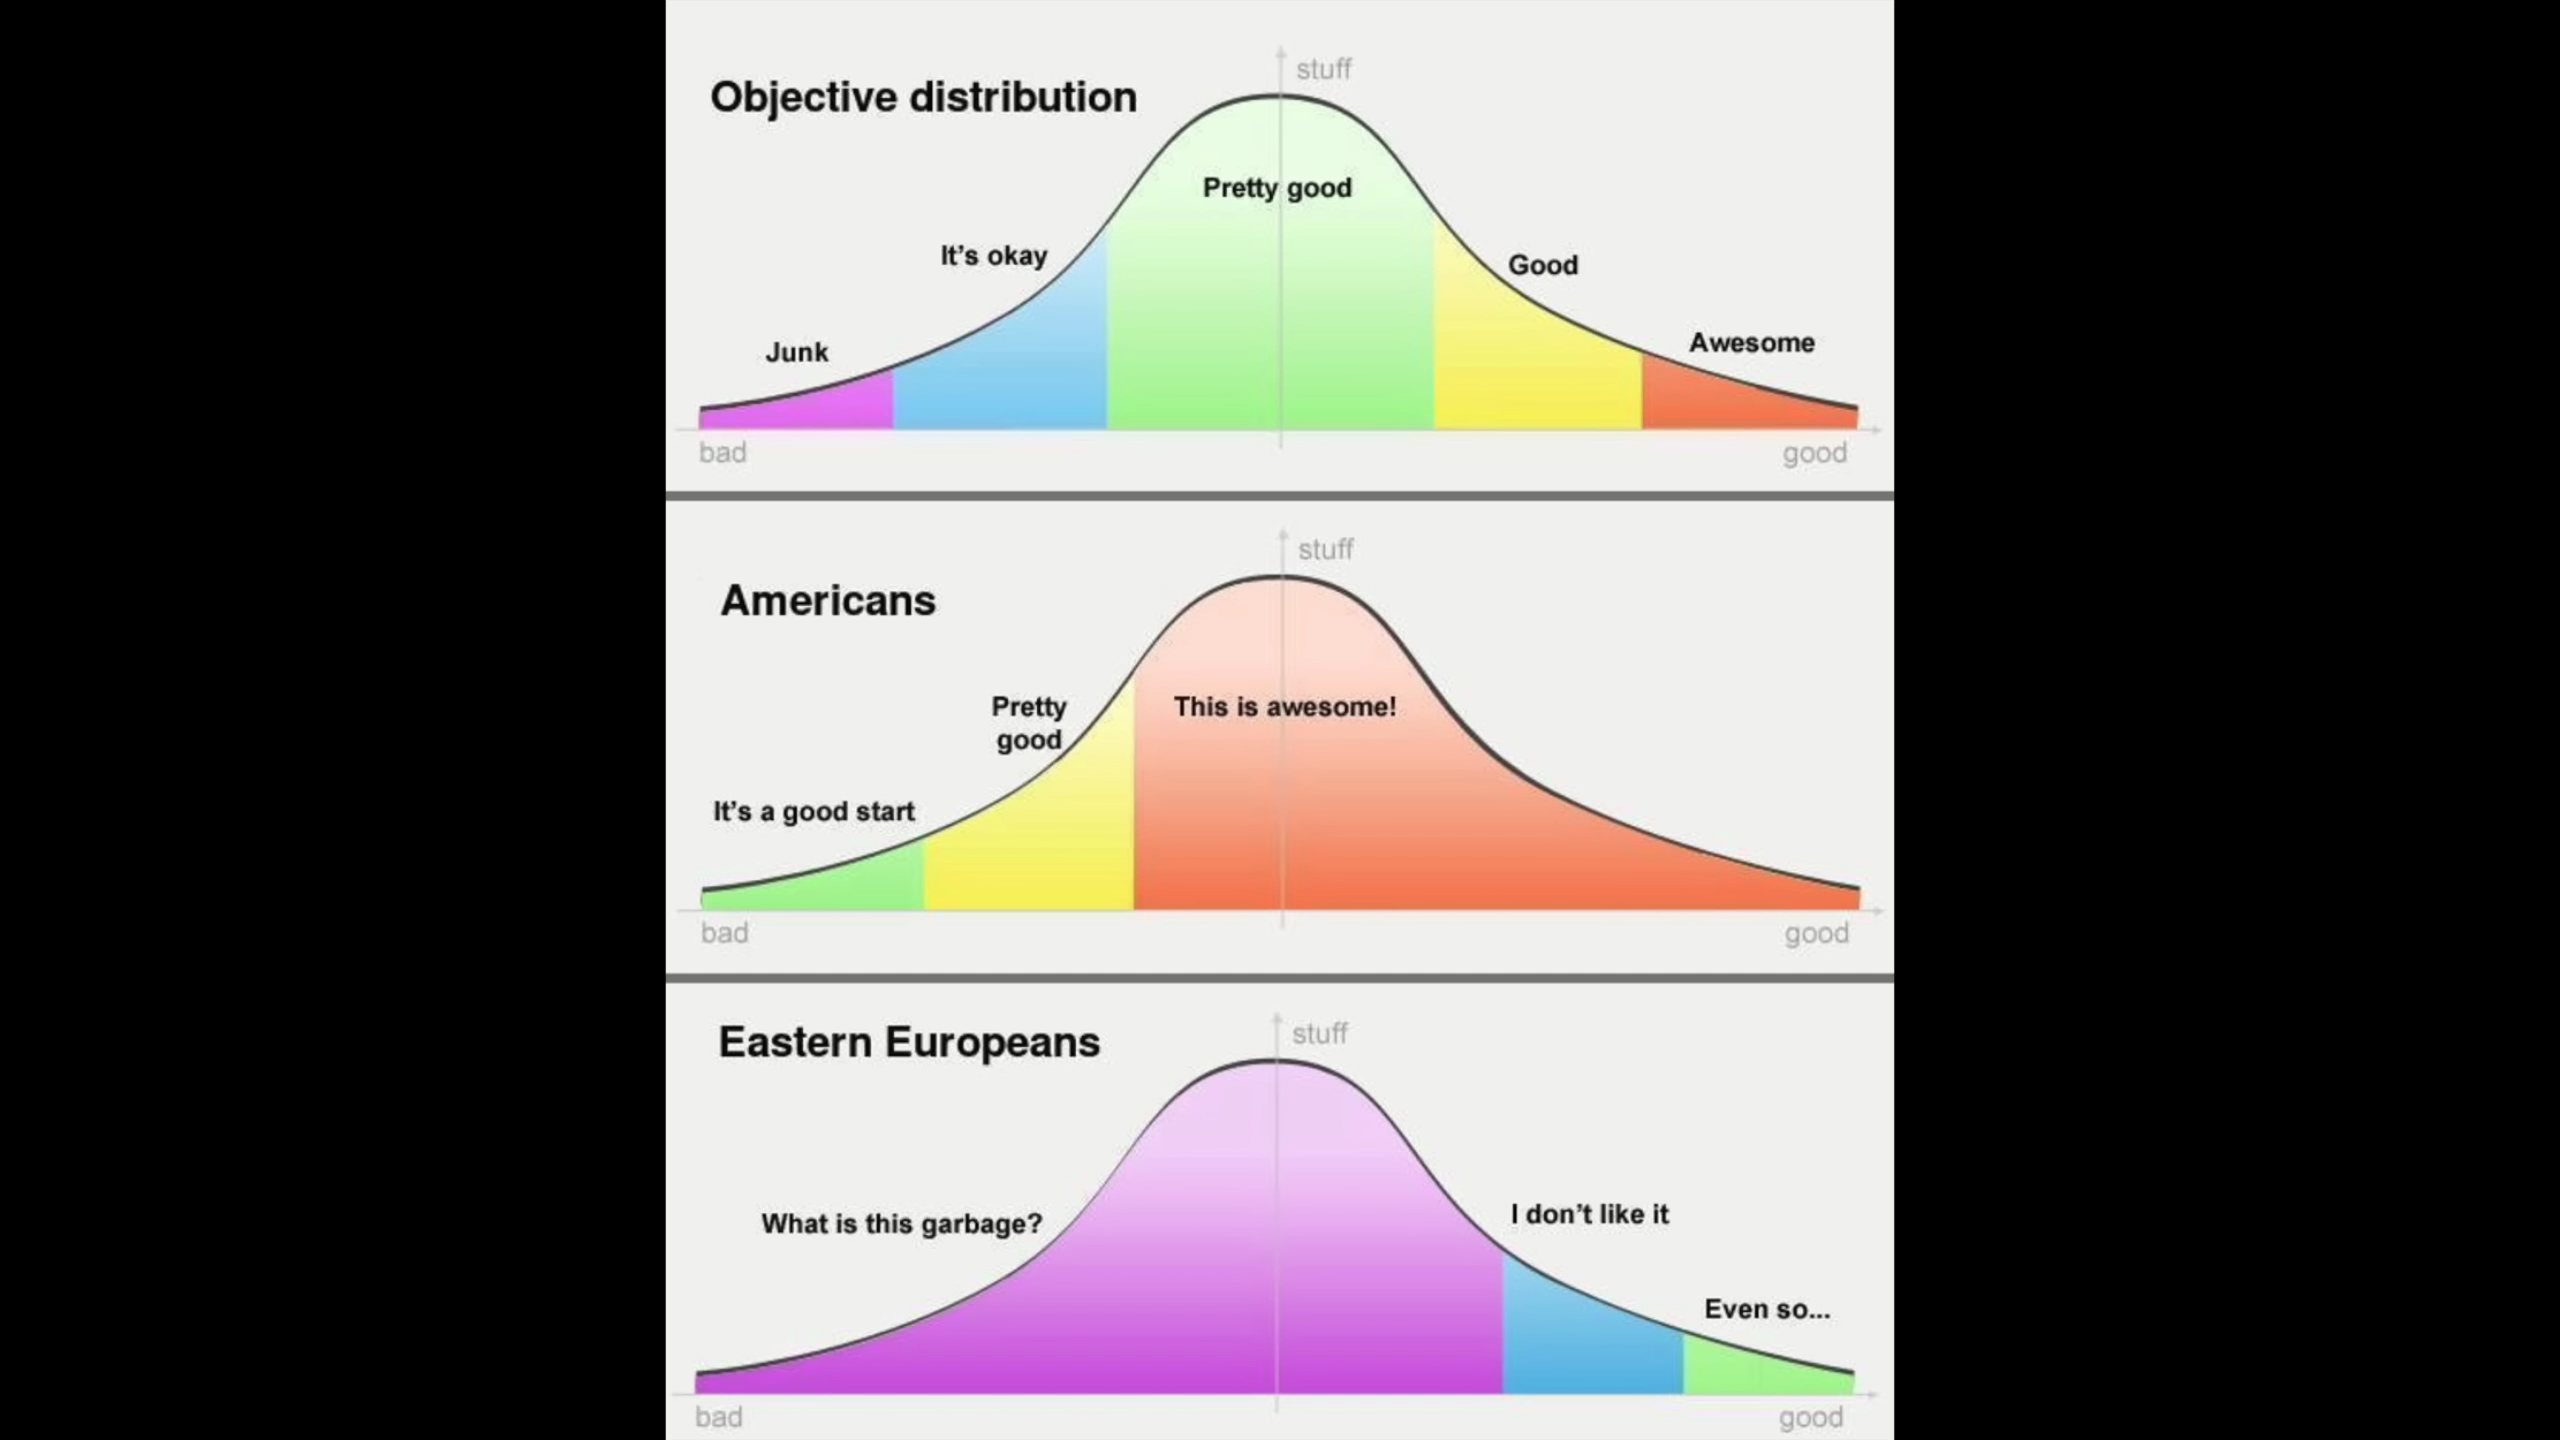 stuff
Objective distribution
Pretty good
It’s okay
Good
Junk
Awesome
bad
good
stuff
Americans
Pretty
good
This is awesome!
It’s a good start
bad
good
stuff
Eastern Europeans
What is this garbage?
I don’t like it
Even so...
bad
good